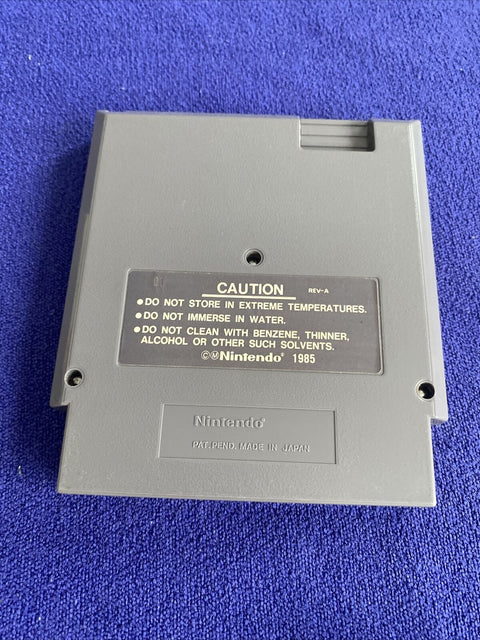 CAUTION REV-A
●DO NOT STORE IN EXTREME TEMPERATURES.
●DO NOT IMMERSE IN WATER.
●DO NOT CLEAN WITH BENZENE, THINNER,
ALCOHOL OR OTHER SUCH SOLVENTS.
©Ⓜ Nintendo® 1985
Nintendo®
PAT. PEND. MADE IN JAPAN